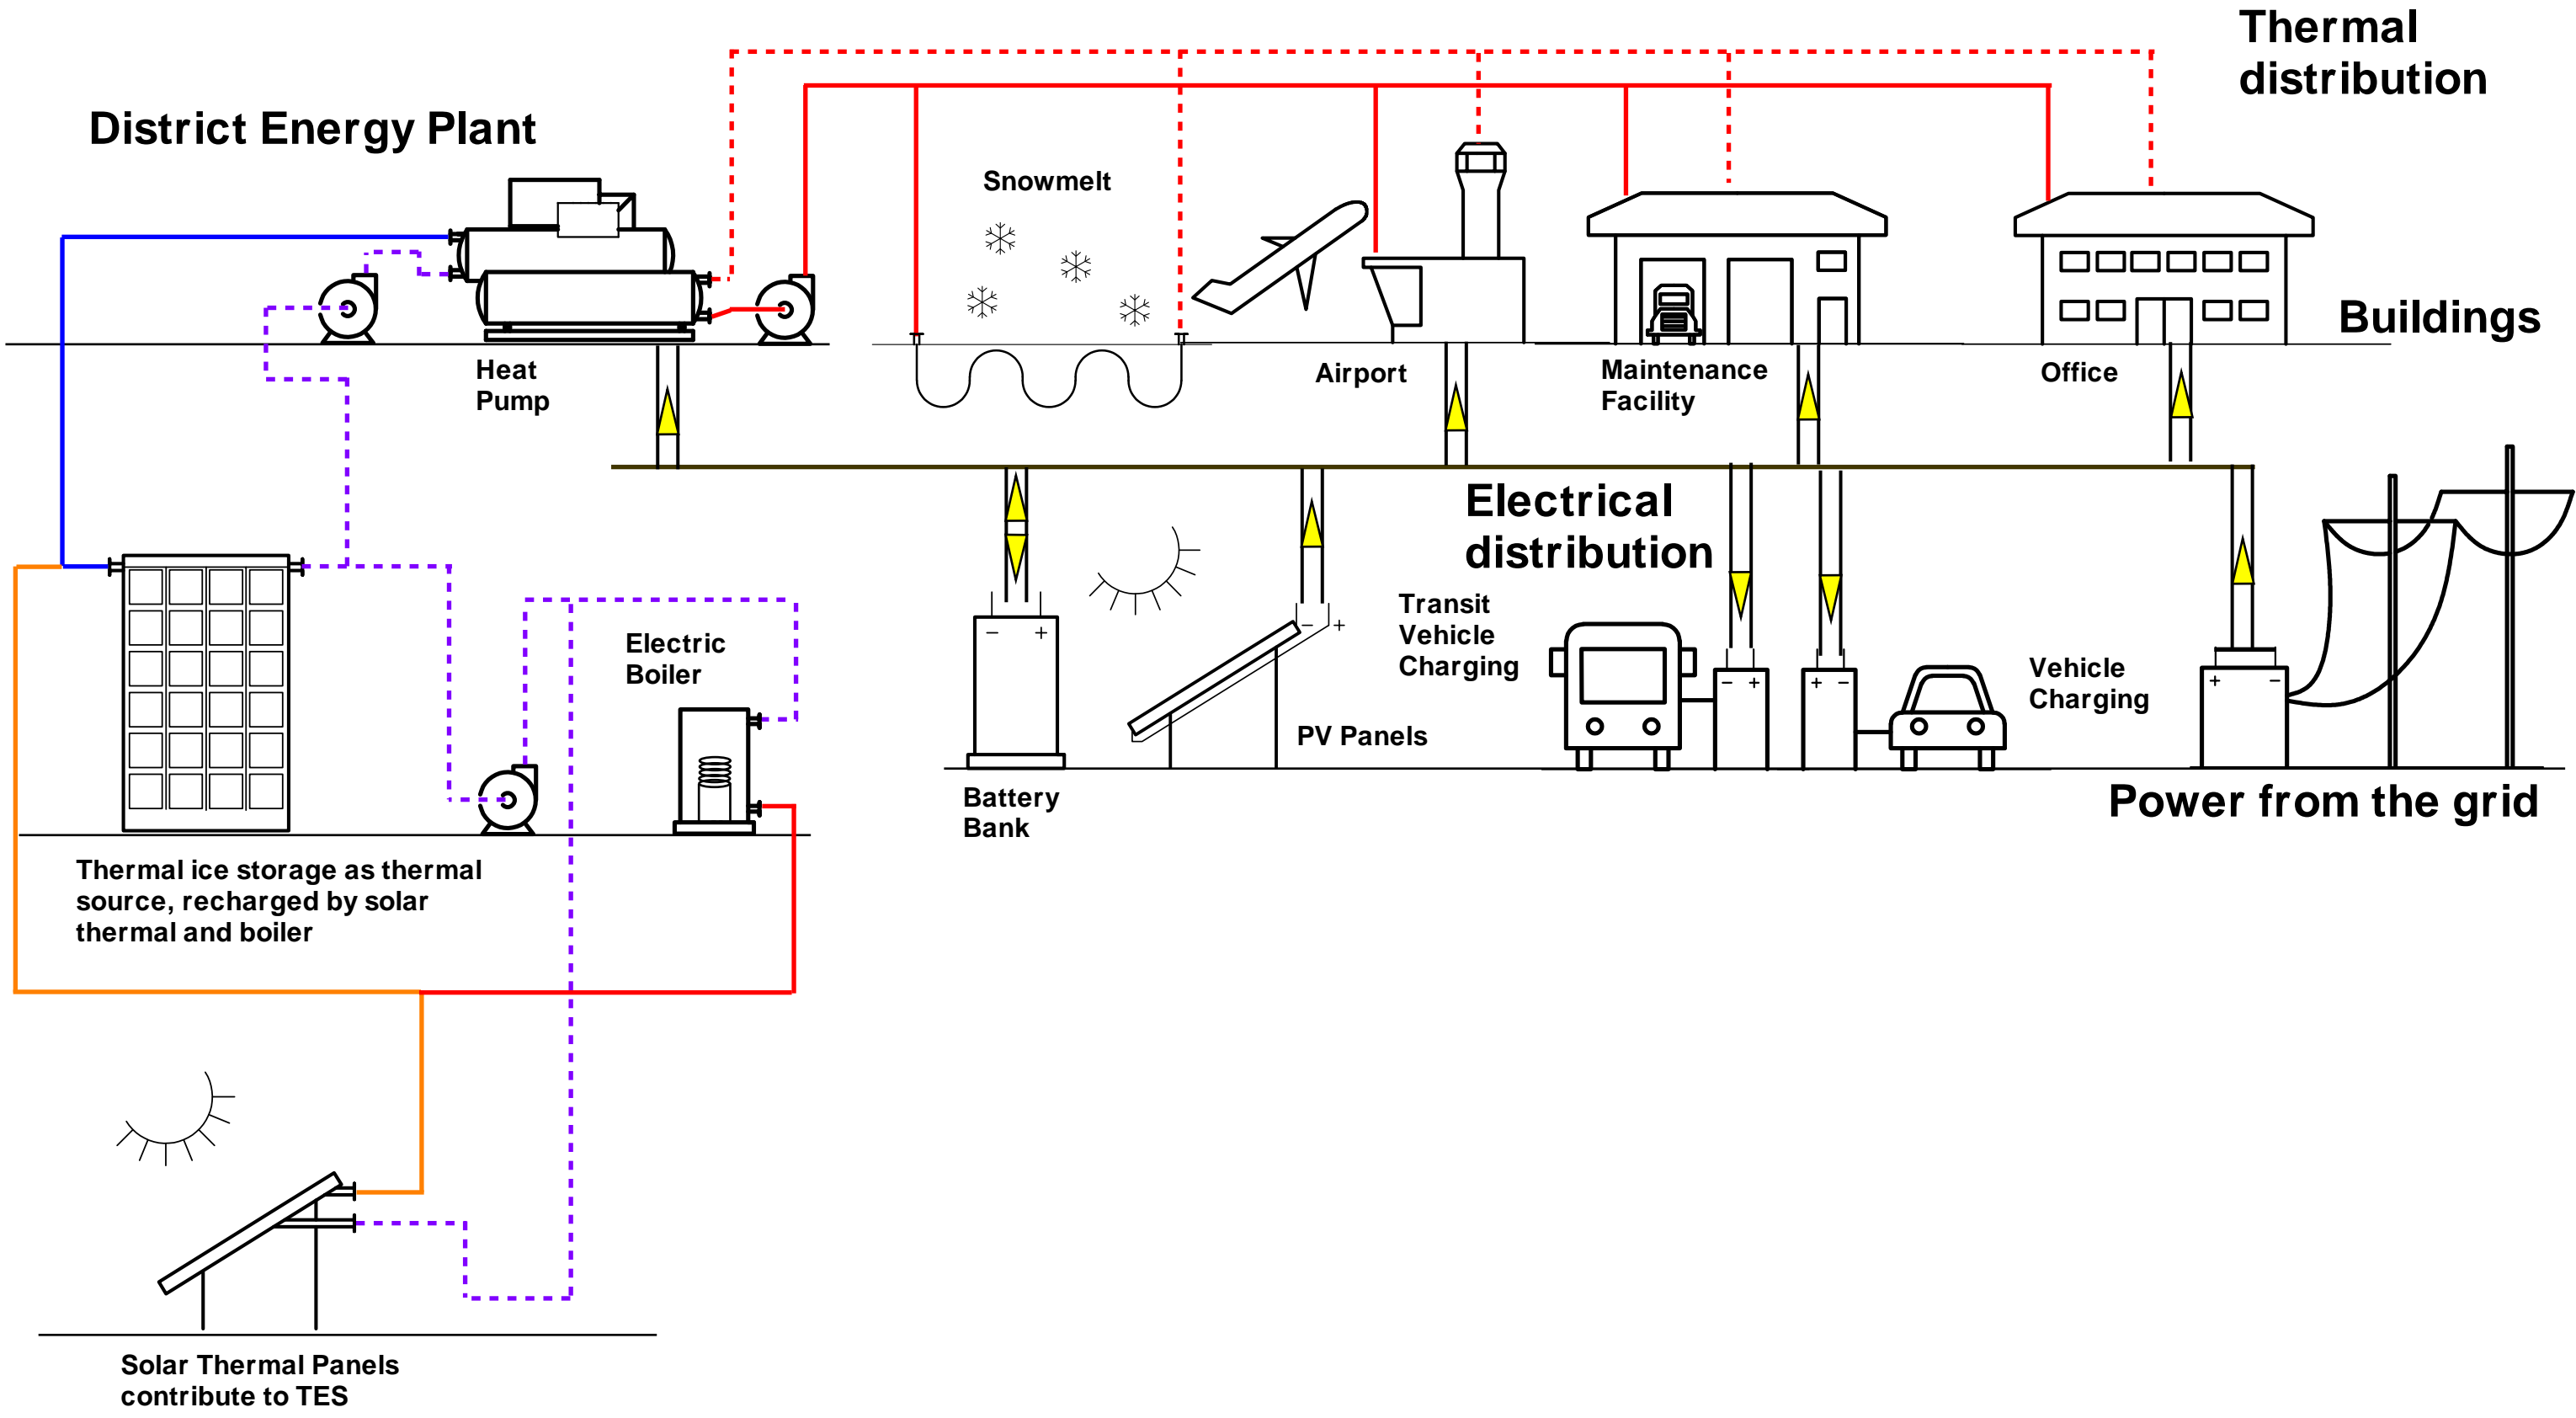 Thermal
distribution
District Energy Plant
Snowmelt
Buildings
Heat
Pump
Airport
Maintenance
Facility
Office
Electrical
distribution
Transit
Vehicle
Charging
Electric
Boiler
− +
− +
− +
+ −
Vehicle
Charging
+ −
PV Panels
Battery
Bank
Power from the grid
Thermal ice storage as thermal
source, recharged by solar
thermal and boiler
Solar Thermal Panels
contribute to TES